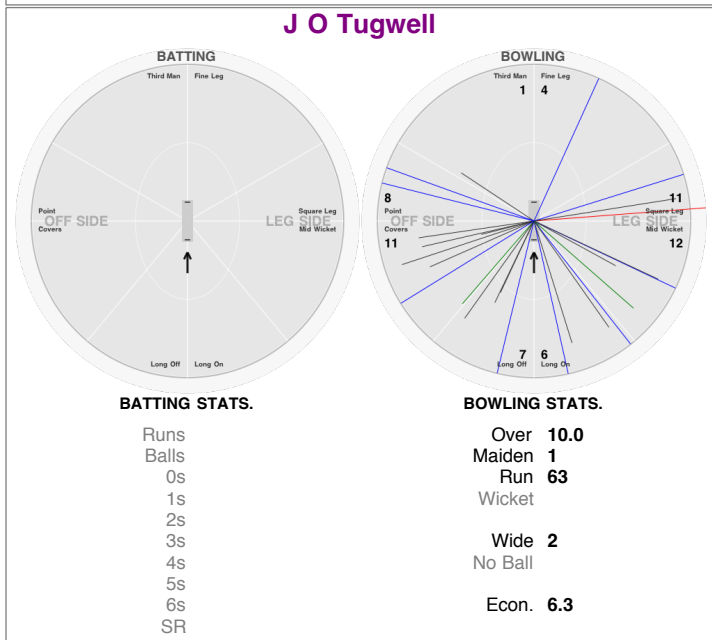 J O Tugwell
BATTING
Third Man Fine Leg
Point
OFF SIDE
Covers
Square Leg
LEG SIDE
Mid Wicket
Long Off Long On
BOWLING
Third Man Fine Leg
1 4
8
Point
OFF SIDE
Covers
11
11
Square Leg
LEG SIDE
Mid Wicket
12
7 6
Long Off Long On
BATTING STATS.
Runs
Balls
0s
1s
2s
3s
4s
5s
6s
SR
BOWLING STATS.
Over 10.0
Maiden 1
Run 63
Wicket
Wide 2
No Ball
Econ. 6.3